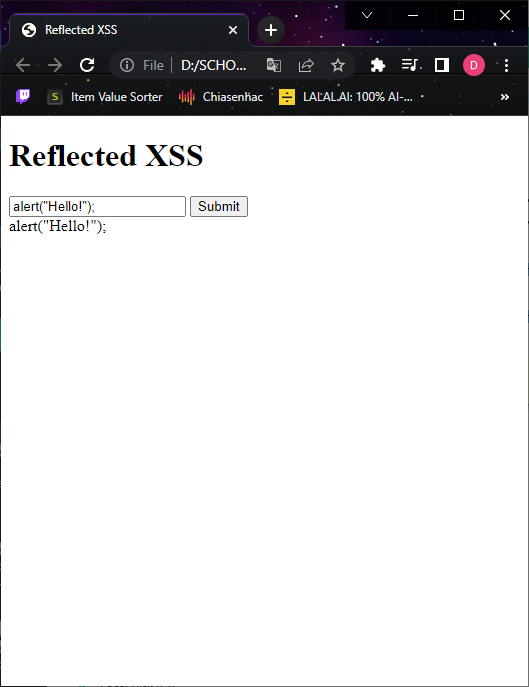 Reflected XSS
File | D:/SCHO...
Item Value Sorter Chiasenhac LALAL.AI: 100% AI-... »
Reflected XSS
alert("Hello!"); Submit
alert("Hello!");